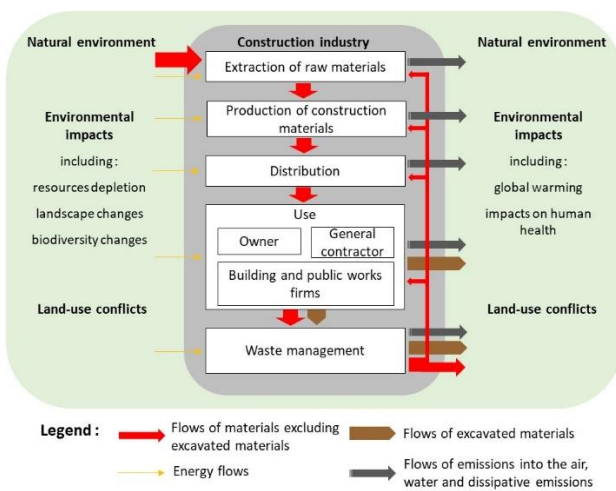 Natural environment
Construction industry
Natural environment
Extraction of raw materials
Environmental
impacts
including :
resources depletion
landscape changes
biodiversity changes
Production of construction
materials
Distribution
Use
Owner
General
contractor
Building and public works
firms
Environmental
impacts
including :
global warming
impacts on human
health
Land-use conflicts
Waste management
Land-use conflicts
Legend :
Flows of materials excluding
excavated materials
Flows of excavated materials
Energy flows
Flows of emissions into the air,
water and dissipative emissions